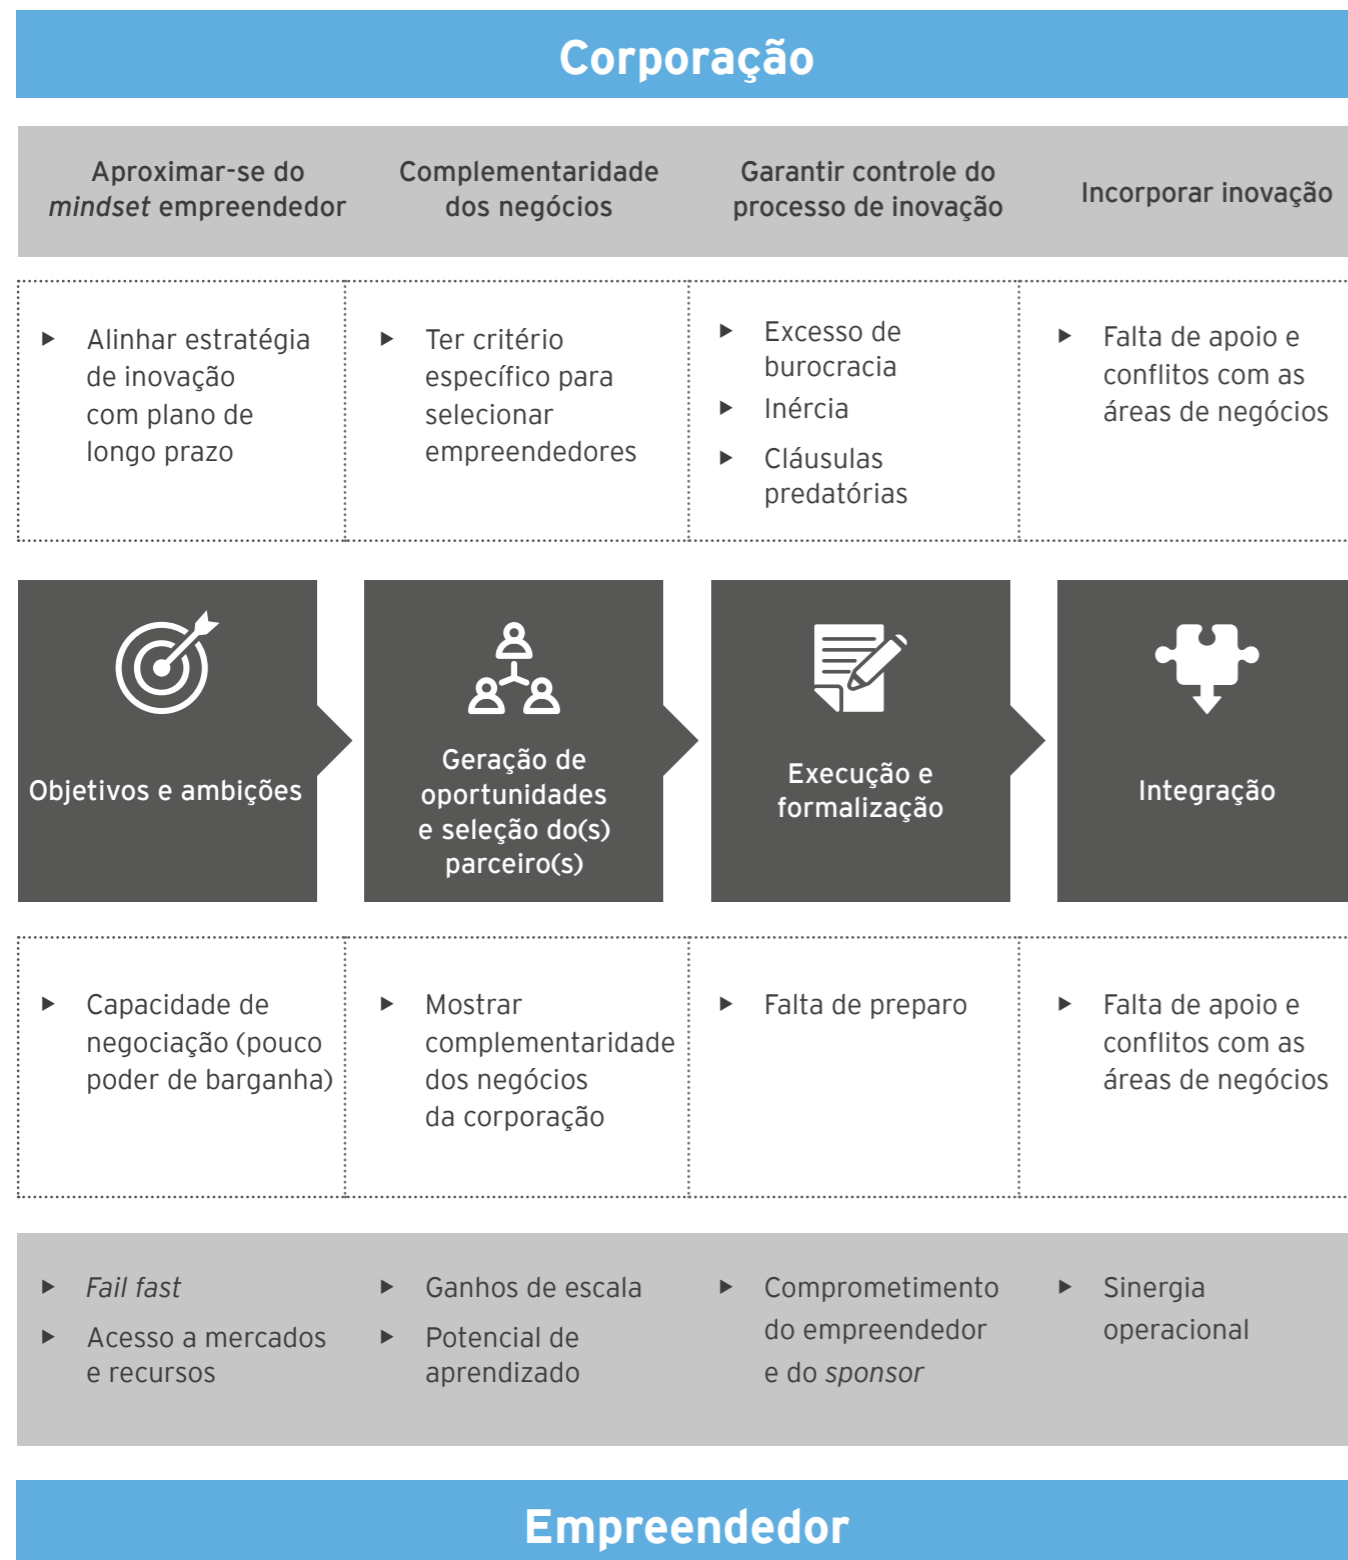 Corporação
Aproximar-se do
mindset empreendedor
Complementaridade
dos negócios
Garantir controle do
processo de inovação
Incorporar inovação
▸ Alinhar estratégia
de inovação
com plano de
longo prazo
▸ Ter critério
específico para
selecionar
empreendedores
▸ Excesso de
burocracia
▸ Inércia
▸ Cláusulas
predatórias
▸ Falta de apoio e
conflitos com as
áreas de negócios
Objetivos e ambições
Geração de
oportunidades
e seleção do(s)
parceiro(s)
Execução e
formalização
Integração
▸ Capacidade de
negociação (pouco
poder de barganha)
▸ Mostrar
complementaridade
dos negócios
da corporação
▸ Falta de preparo
▸ Falta de apoio e
conflitos com as
áreas de negócios
▸ Fail fast
▸ Acesso a mercados
e recursos
▸ Ganhos de escala
▸ Potencial de
aprendizado
▸ Comprometimento
do empreendedor
e do sponsor
▸ Sinergia
operacional
Empreendedor